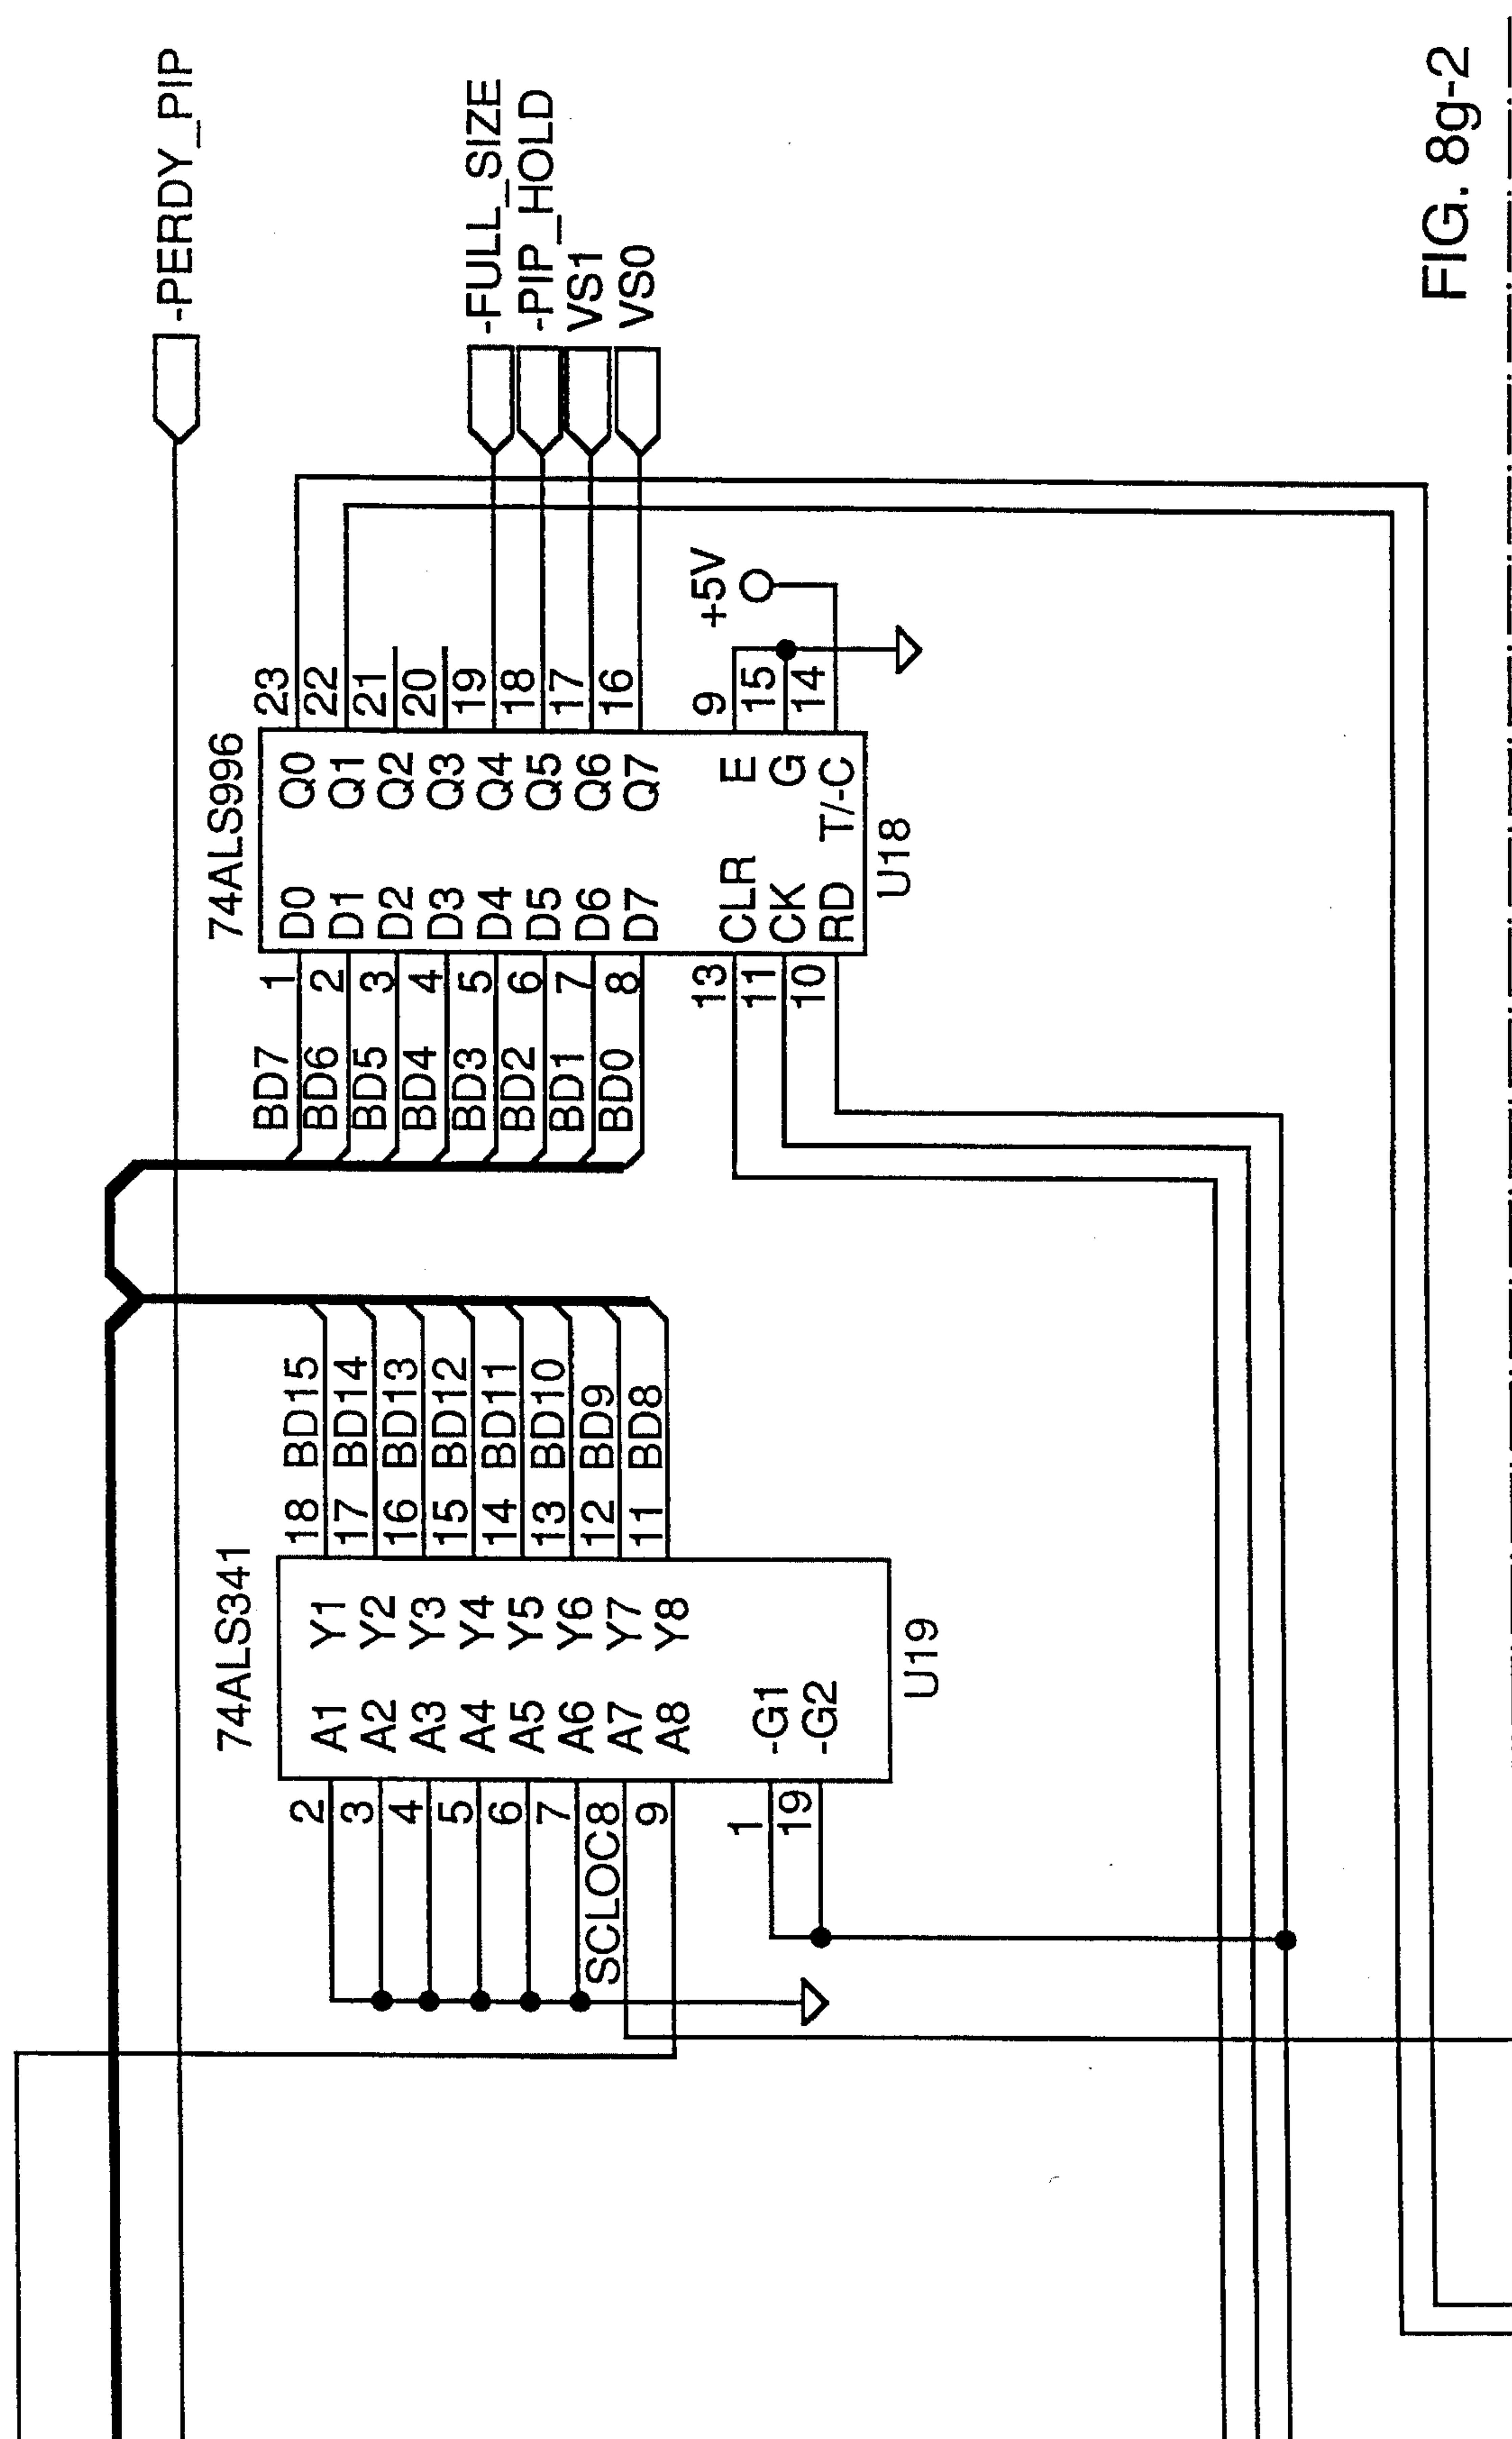 -PERDY_PIP
74ALS341
A1 Y1
A2 Y2
A3 Y3
A4 Y4
A5 Y5
A6 Y6
A7 Y7
A8 Y8
-G1
-G2
U19
2
3
4
5
6
7
SCLOC8
9
1
19
18 BD15
17 BD14
16 BD13
15 BD12
14 BD11
13 BD10
12 BD9
11 BD8
74ALS996
BD7 1
BD6 2
BD5 3
BD4 4
BD3 5
BD2 6
BD1 7
BD0 8
13
11
10
D0 Q0
D1 Q1
D2 Q2
D3 Q3
D4 Q4
D5 Q5
D6 Q6
D7 Q7
CLR E
CK G
RD T/-C
U18
23
22
21
20
19
18
17
16
9
15
14
+5V
-FULL_SIZE
-PIP_HOLD
VS1
VS0
FIG. 8g-2